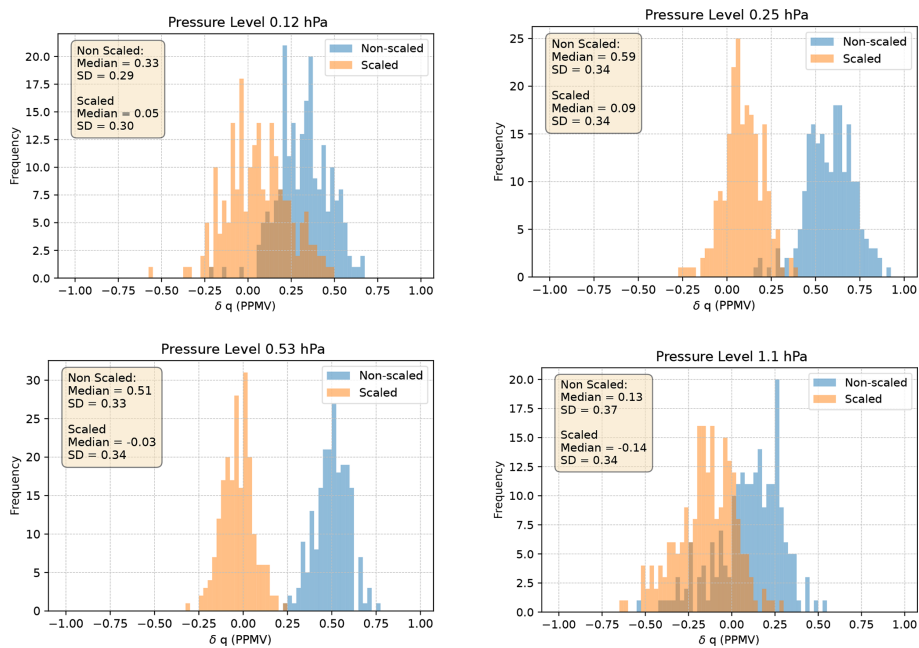 Pressure Level 0.12 hPa
Non Scaled:
Median = 0.33
SD = 0.29
Scaled
Median = 0.05
SD = 0.30
Non-scaled
Scaled
Frequency
20.0
17.5
15.0
12.5
10.0
7.5
5.0
2.5
0.0
−1.00 −0.75 −0.50 −0.25 0.00 0.25 0.50 0.75 1.00
δ q (PPMV)
Pressure Level 0.25 hPa
Non Scaled:
Median = 0.59
SD = 0.34
Scaled
Median = 0.09
SD = 0.34
Non-scaled
Scaled
Frequency
25
20
15
10
5
0
−1.00 −0.75 −0.50 −0.25 0.00 0.25 0.50 0.75 1.00
δ q (PPMV)
Pressure Level 0.53 hPa
Non Scaled:
Median = 0.51
SD = 0.33
Scaled
Median = -0.03
SD = 0.34
Non-scaled
Scaled
Frequency
30
25
20
15
10
5
0
−1.00 −0.75 −0.50 −0.25 0.00 0.25 0.50 0.75 1.00
δ q (PPMV)
Pressure Level 1.1 hPa
Non Scaled:
Median = 0.13
SD = 0.37
Scaled
Median = -0.14
SD = 0.34
Non-scaled
Scaled
Frequency
20.0
17.5
15.0
12.5
10.0
7.5
5.0
2.5
0.0
−1.00 −0.75 −0.50 −0.25 0.00 0.25 0.50 0.75 1.00
δ q (PPMV)